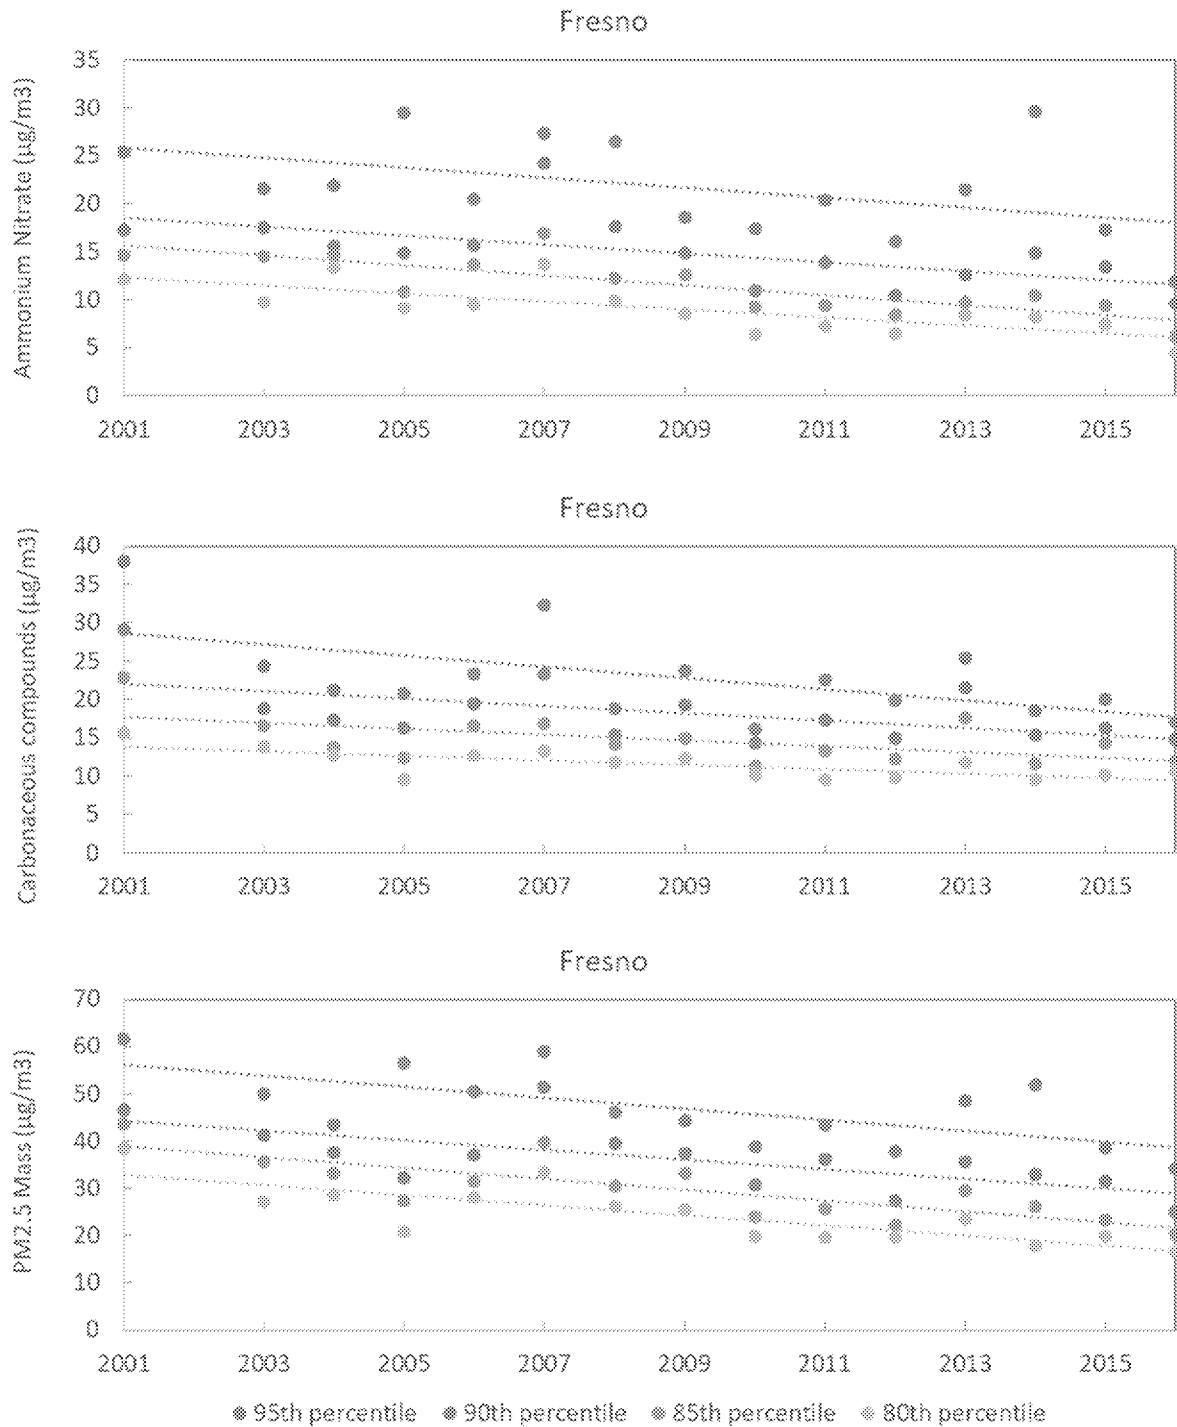 Fresno
Ammonium Nitrate (µg/m3)
35
30
25
20
15
10
5
0
2001 2003 2005 2007 2009 2011 2013 2015
Fresno
Carbonaceous compounds (µg/m3)
40
35
30
25
20
15
10
5
0
2001 2003 2005 2007 2009 2011 2013 2015
Fresno
PM2.5 Mass (µg/m3)
70
60
50
40
30
20
10
0
2001 2003 2005 2007 2009 2011 2013 2015
95th percentile 90th percentile 85th percentile 80th percentile